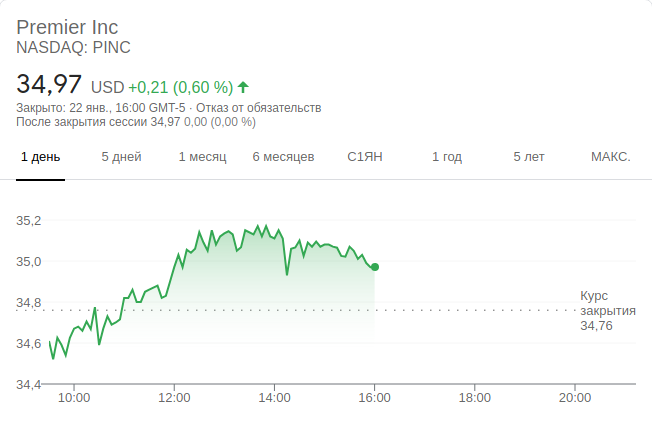 Premier Inc
NASDAQ: PINC
34,97 USD +0,21 (0,60 %)
Закрыто: 22 янв., 16:00 GMT-5 · Отказ от обязательств
После закрытия сессии 34,97 0,00 (0,00 %)
1 день 5 дней 1 месяц 6 месяцев С1ЯН 1 год 5 лет МАКС.
35,2
35,0
34,8
34,6
34,4
Курс
закрытия
34,76
10:00 12:00 14:00 16:00 18:00 20:00